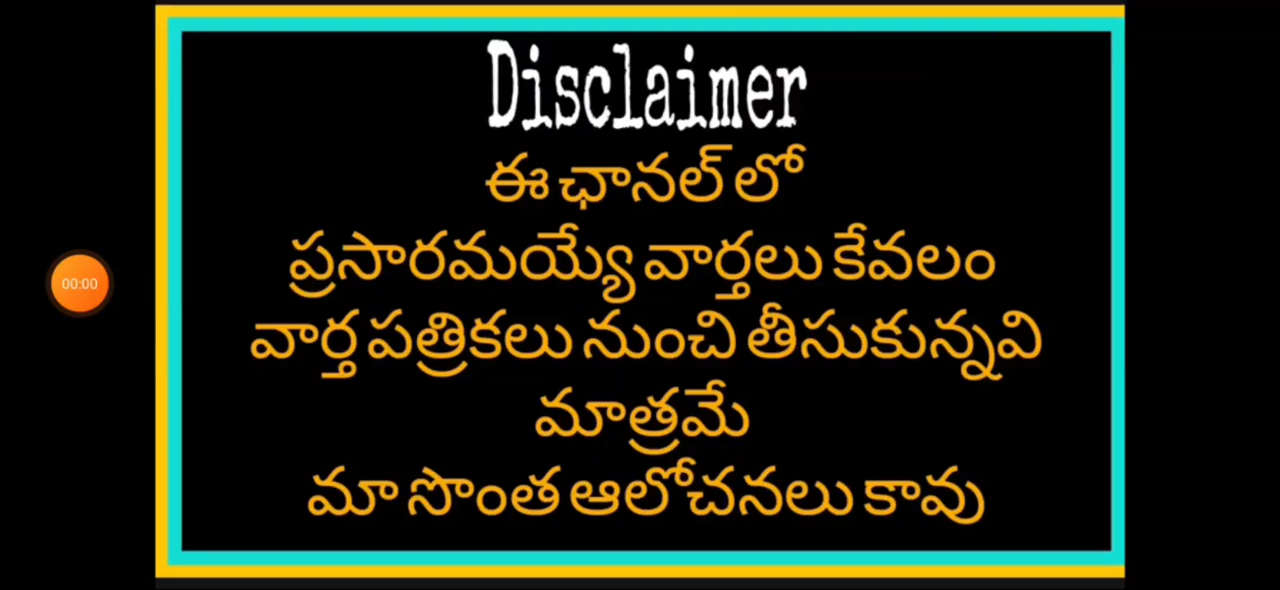 Disclaimer
ఈ ఛానల్ లో
ప్రసారమయ్యే వార్తలు కేవలం
00:00
వార్త పత్రికలు నుంచి తీసుకున్నవి
మాత్రమే
మా సొంత ఆలోచనలు కావు